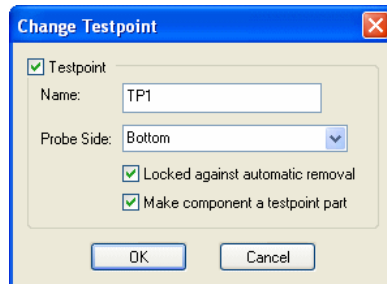 Change Testpoint
Testpoint
Name: TP1
Probe Side: Bottom
Locked against automatic removal
Make component a testpoint part
OK Cancel